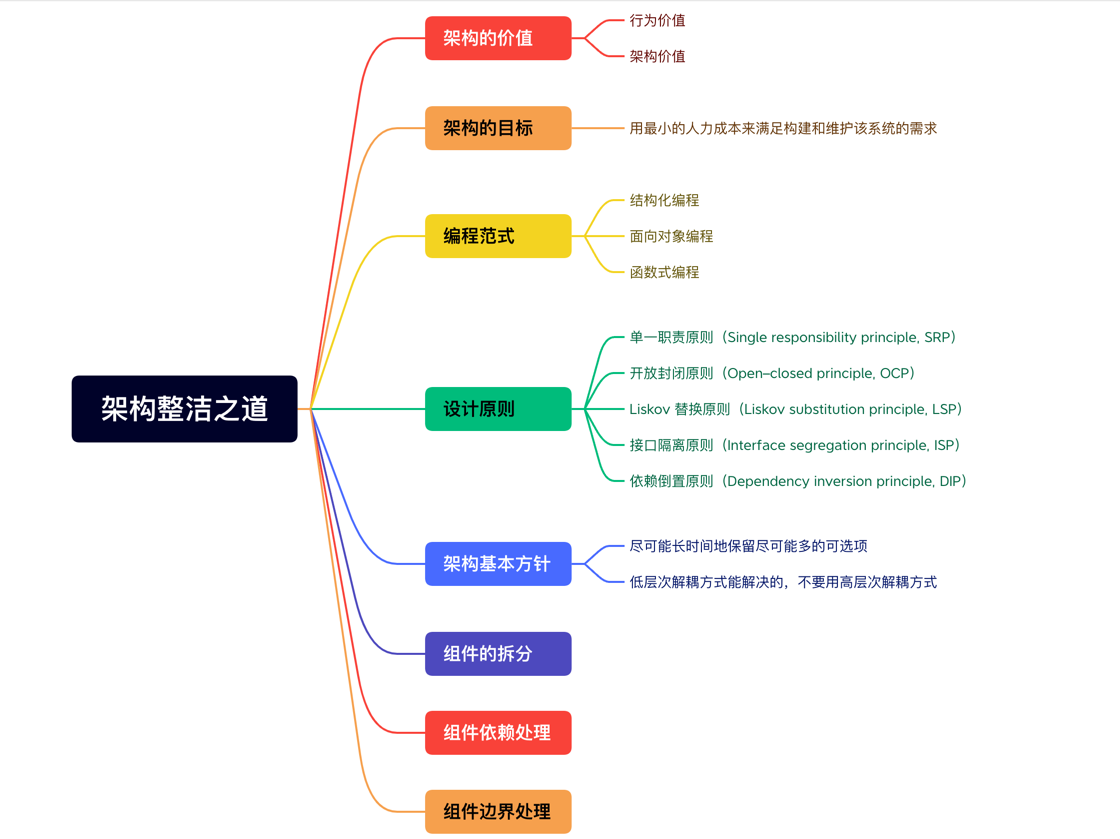 架构整洁之道
架构的价值
行为价值
架构价值
架构的目标
用最小的人力成本来满足构建和维护该系统的需求
编程范式
结构化编程
面向对象编程
函数式编程
设计原则
单一职责原则（Single responsibility principle, SRP）
开放封闭原则（Open–closed principle, OCP）
Liskov 替换原则（Liskov substitution principle, LSP）
接口隔离原则（Interface segregation principle, ISP）
依赖倒置原则（Dependency inversion principle, DIP）
架构基本方针
尽可能长时间地保留尽可能多的可选项
低层次解耦方式能解决的，不要用高层次解耦方式
组件的拆分
组件依赖处理
组件边界处理